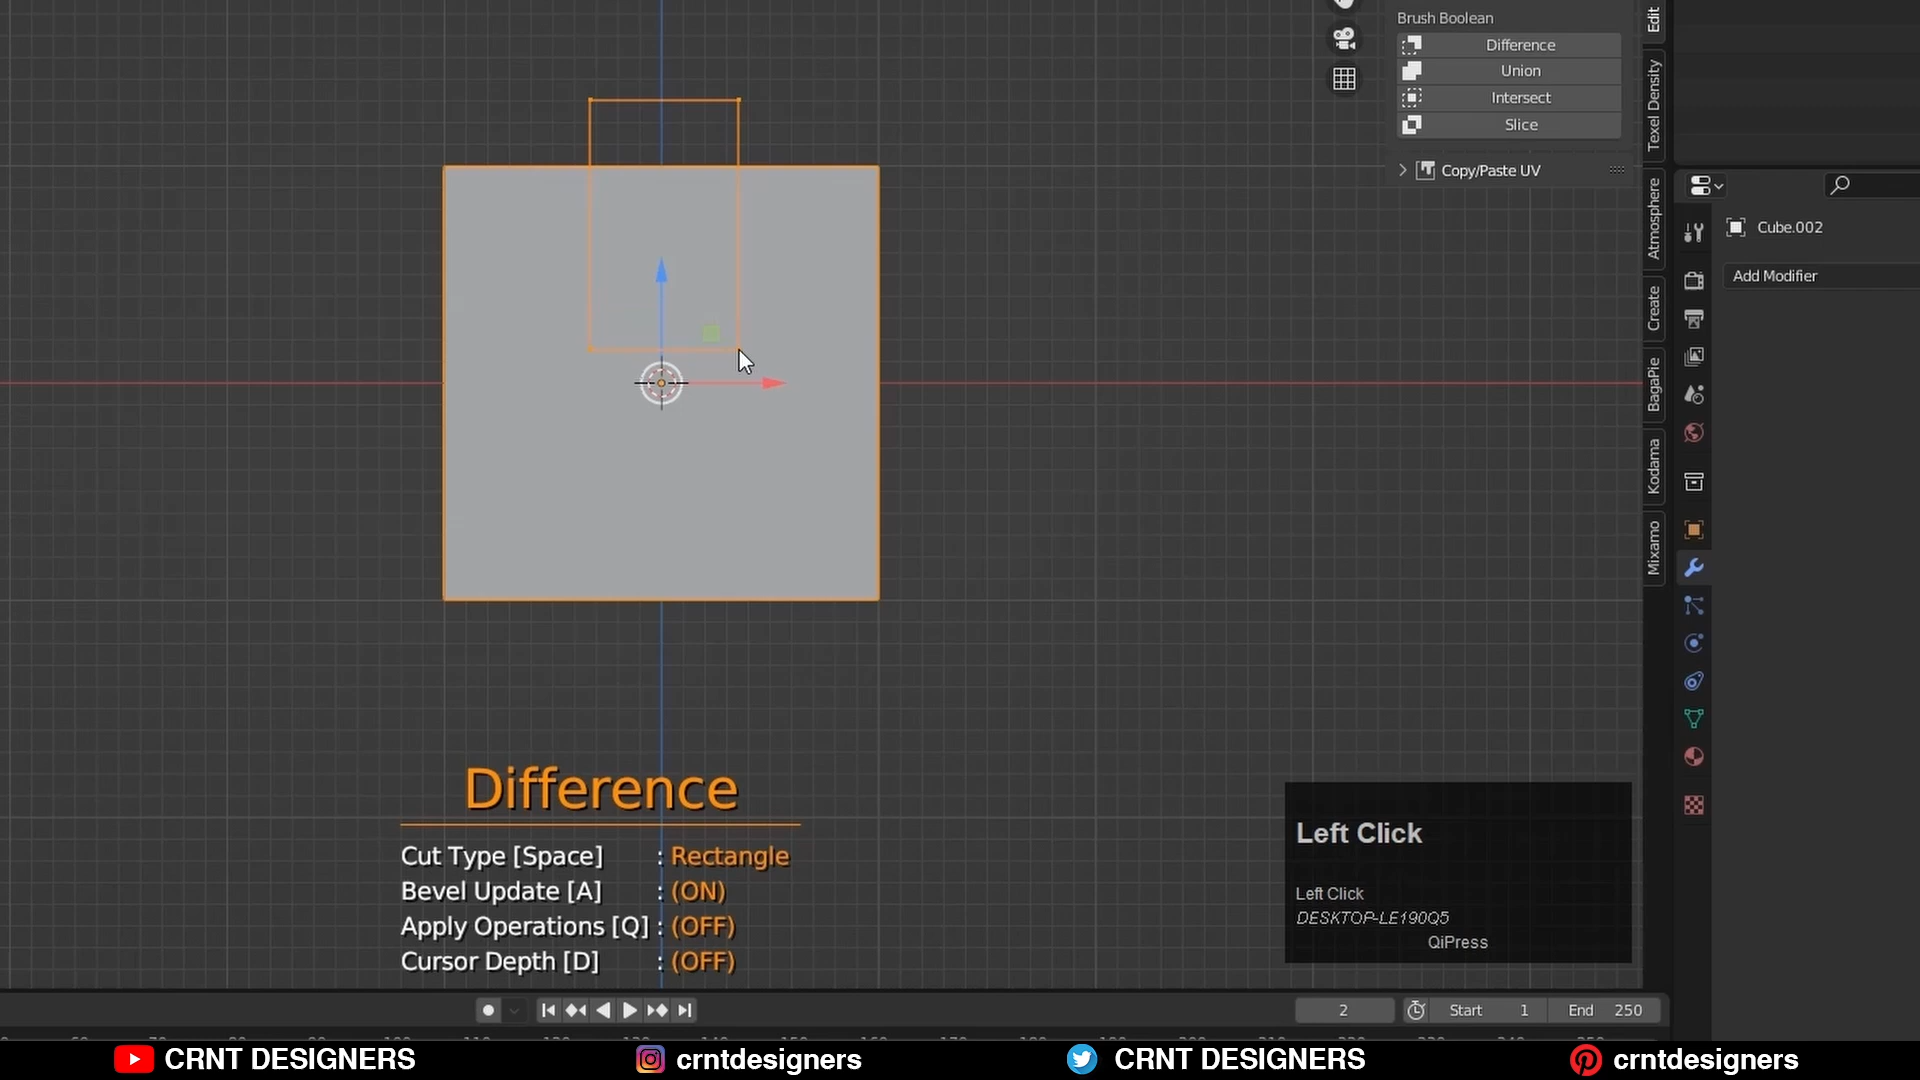 Brush Boolean
Edit
Difference
Union
Intersect
Slice
Texel Density
Copy/Paste UV
Atmosphere
Cube.002
Add Modifier
Create
BagaPie
Kodama
Mixamo
Difference
Cut Type [Space] : Rectangle
Bevel Update [A] : (ON)
Apply Operations [Q] : (OFF)
Cursor Depth [D] : (OFF)
Left Click
Left Click
DESKTOP-LE190Q5
QiPress
2
Start 1
End 250
CRNT DESIGNERS
crntdesigners
CRNT DESIGNERS
crntdesigners